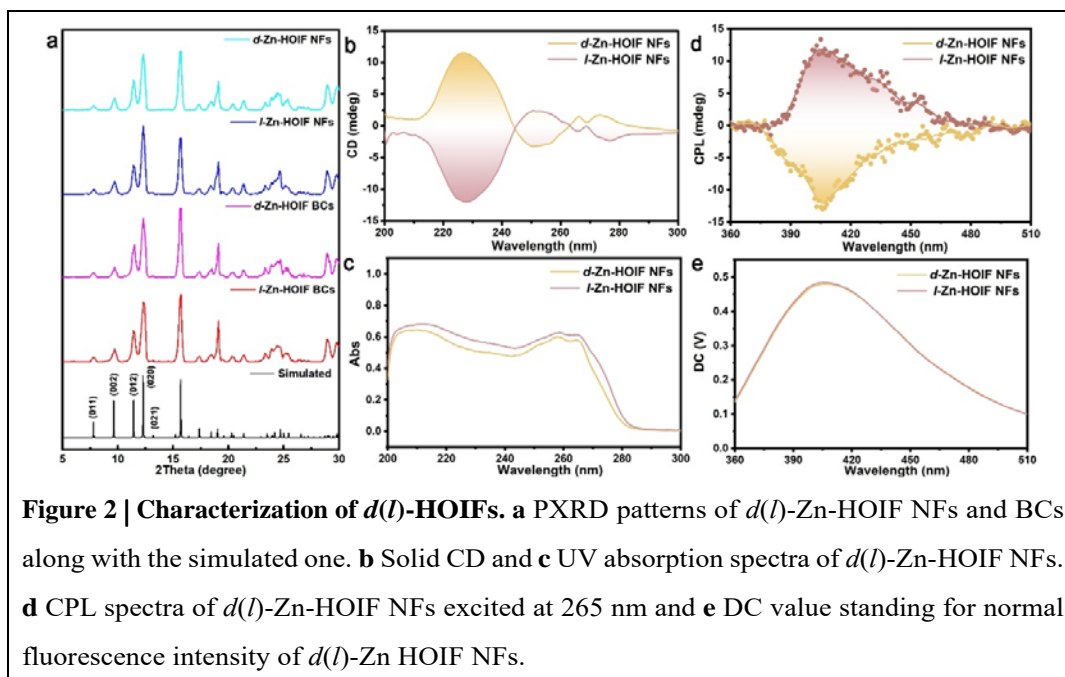 a
d-Zn-HOIF NFs
l-Zn-HOIF NFs
d-Zn-HOIF BCs
l-Zn-HOIF BCs
Simulated
(011)
(002)
(012)
(020)
[021)
5 10 15 20 25 30
2Theta (degree)
b
d-Zn-HOIF NFs
l-Zn-HOIF NFs
15
10
5
0
-5
-10
-15
CD (mdeg)
200 220 240 260 280 300
Wavelength (nm)
c
d-Zn-HOIF NFs
l-Zn-HOIF NFs
1.0
0.8
0.6
0.4
0.2
0.0
Abs
200 220 240 260 280 300
Wavelength (nm)
d
d-Zn-HOIF NFs
l-Zn-HOIF NFs
15
10
5
0
-5
-10
-15
CPL (mdeg)
360 390 420 450 480 510
Wavelength (nm)
e
d-Zn-HOIF NFs
l-Zn-HOIF NFs
0.5
0.4
0.3
0.2
0.1
0.0
DC (V)
360 390 420 450 480 510
Wavelength (nm)
Figure 2 | Characterization of d(l)-HOIFs. a PXRD patterns of d(l)-Zn-HOIF NFs and BCs
along with the simulated one. b Solid CD and c UV absorption spectra of d(l)-Zn-HOIF NFs.
d CPL spectra of d(l)-Zn-HOIF NFs excited at 265 nm and e DC value standing for normal
fluorescence intensity of d(l)-Zn HOIF NFs.